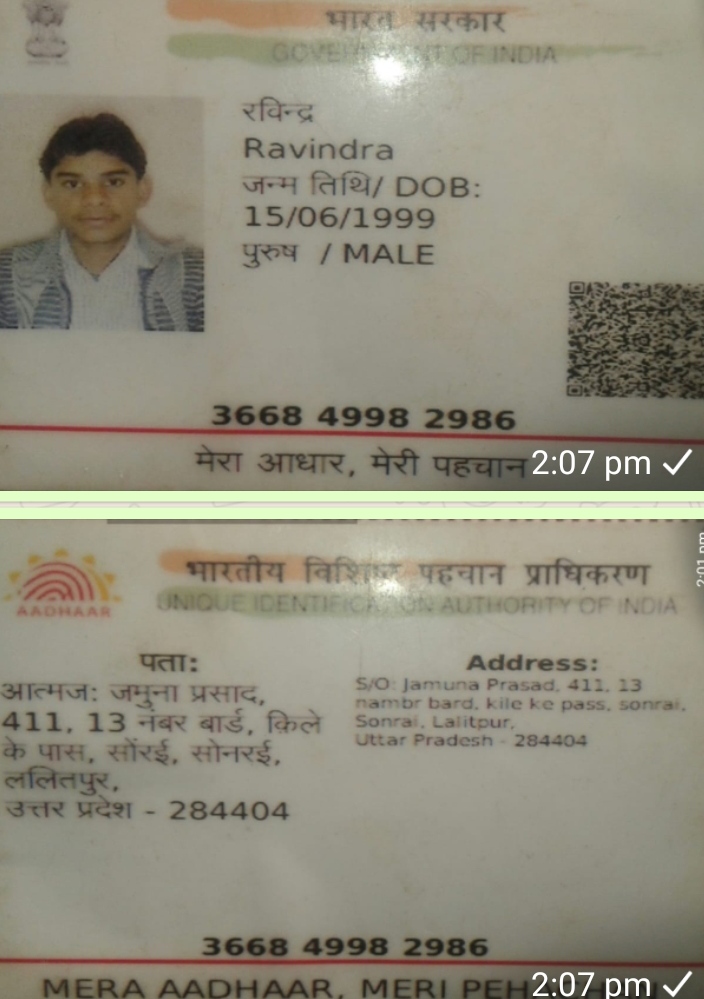 भारत सरकार
GOVERNMENT OF INDIA
रविन्द्र
Ravindra
जन्म तिथि/ DOB:
15/06/1999
पुरुष / MALE
3668 4998 2986
मेरा आधार, मेरी पहचान
2:07 pm
2:01 pm
भारतीय विशिष्ट पहचान प्राधिकरण
AADHAAR
UNIQUE IDENTIFICATION AUTHORITY OF INDIA
पता:
आत्मज: जमुना प्रसाद,
411, 13 नंबर बार्ड, क़िले
के पास, सोंरई, सोनरई,
ललितपुर,
उत्तर प्रदेश - 284404
Address:
S/O: Jamuna Prasad, 411, 13
nambr bard, kile ke pass, sonrai,
Sonrai, Lalitpur,
Uttar Pradesh - 284404
3668 4998 2986
MERA AADHAAR, MERI
2:07 pm